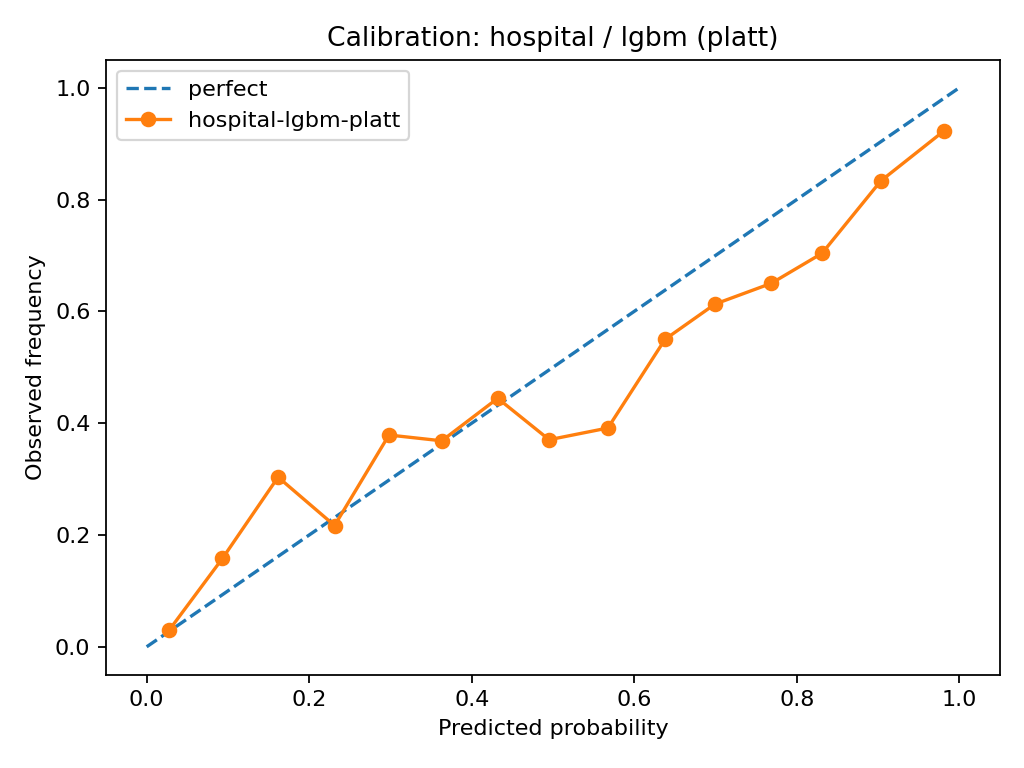 Calibration: hospital / lgbm (platt)
perfect
hospital-lgbm-platt
1.0
0.8
0.6
0.4
0.2
0.0
Observed frequency
0.0 0.2 0.4 0.6 0.8 1.0
Predicted probability